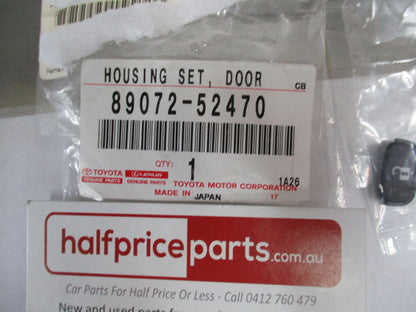 HOUSING SET, DOOR
CB
89072-52470
QTY: 1
TOYOTA LEXUS
GENUINE PARTS GENUINE PARTS TOYOTA MOTOR CORPORATION
1A26
MADE IN JAPAN 17
halfpriceparts.com.au
Car Parts For Half Price Or Less - Call 0412 760 479
New and used parts fo